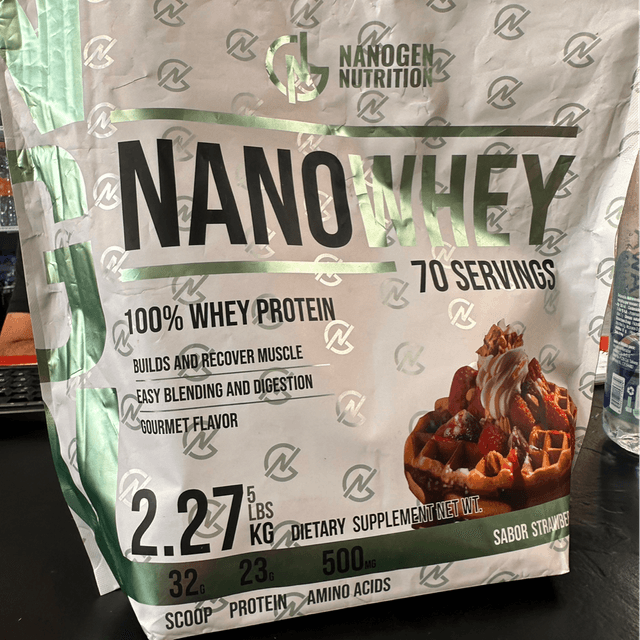 NANOGEN
NUTRITION
NANOWHEY
70 SERVINGS
100% WHEY PROTEIN
BUILDS AND RECOVER MUSCLE
EASY BLENDING AND DIGESTION
GOURMET FLAVOR
2.27 KG 5 LBS
DIETARY SUPPLEMENT NET WT.
SABOR
32G 23G 500MG
SCOOP PROTEIN AMINO ACIDS